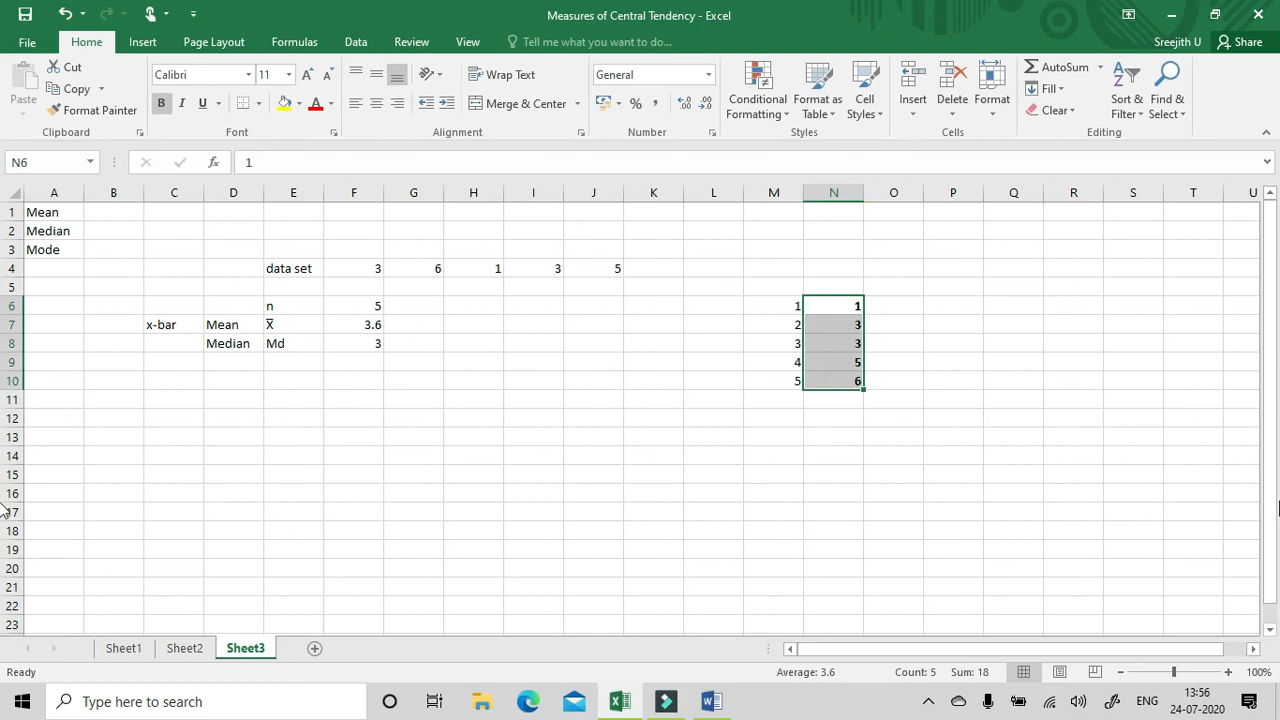 Measures of Central Tendency - Excel
File Home Insert Page Layout Formulas Data Review View Tell me what you want to do... Sreejith U Share
Paste Cut Copy Format Painter Clipboard
Calibri 11 B I U A Font
Wrap Text Merge & Center Alignment
General % , Number
Conditional Formatting Format as Table Cell Styles Styles
Insert Delete Format Cells
AutoSum Fill Clear Sort & Filter Find & Select Editing
N6 fx 1
A B C D E F G H I J K L M N O P Q R S T U
1 Mean
2 Median
3 Mode
4 data set 3 6 1 3 5
5
6 n 5 1 1
7 x-bar Mean X̅ 3.6 2 3
8 Median Md 3 3 3
9 4 5
10 5 6
11
12
13
14
15
16
17
18
19
20
21
22
23
Sheet1 Sheet2 Sheet3
Ready Average: 3.6 Count: 5 Sum: 18 100%
Type here to search ENG 13:56
24-07-2020